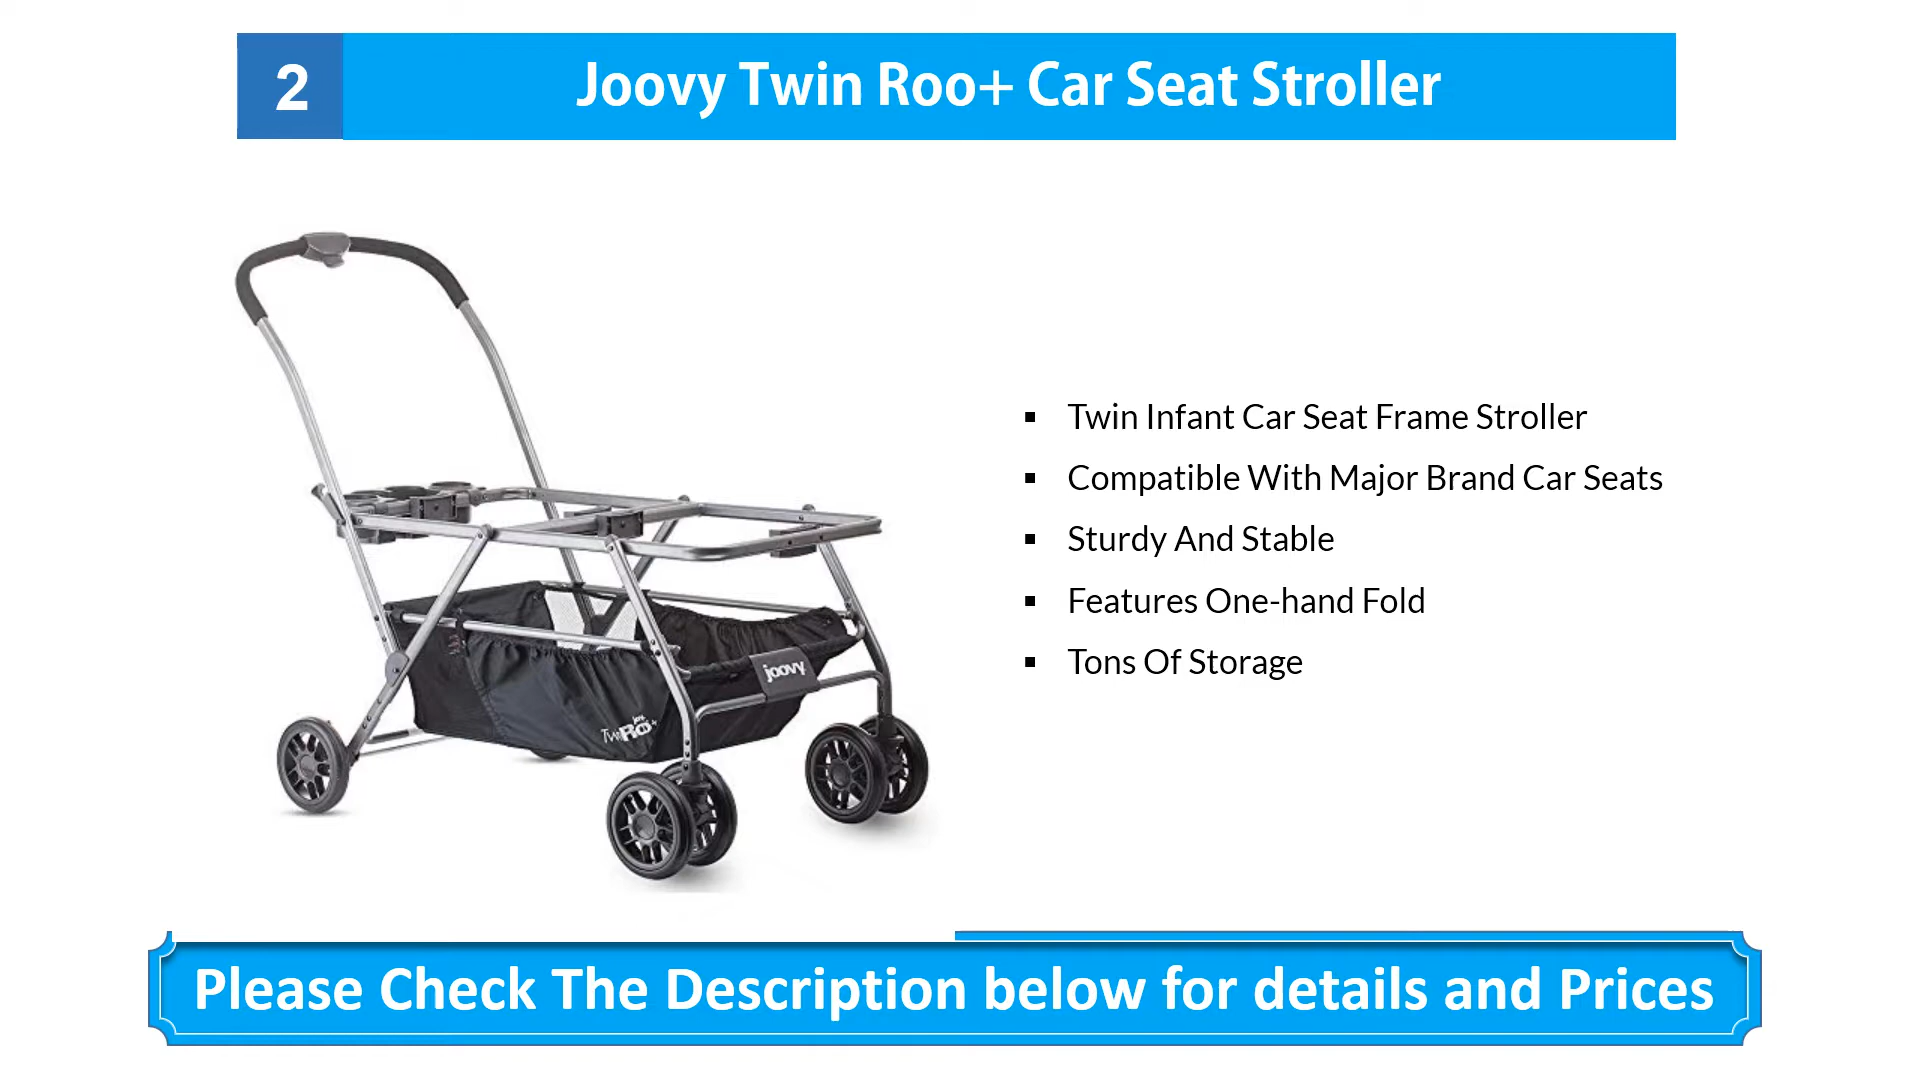 2
Joovy Twin Roo+ Car Seat Stroller
▪ Twin Infant Car Seat Frame Stroller
▪ Compatible With Major Brand Car Seats
▪ Sturdy And Stable
▪ Features One-hand Fold
▪ Tons Of Storage
joovy
joovy
TwinRoo+
Please Check The Description below for details and Prices